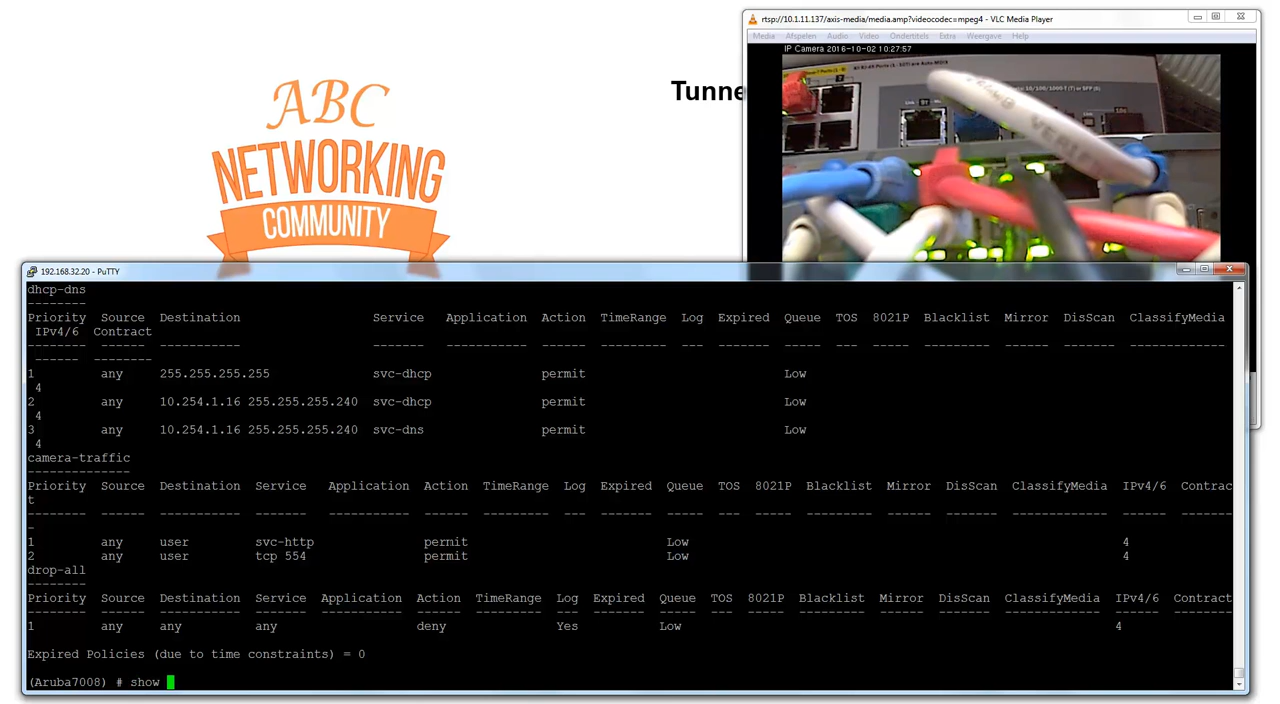 rtsp://10.1.11.137/axis-media/media.amp?videocodec=mpeg4 - VLC Media Player
Media Afspelen Audio Video Ondertitels Extra Weergave Help
IP Camera 2016-10-02 10:27:57
ABC
NETWORKING
COMMUNITY
Tunne
192.168.32.20 - PuTTY
dhcp-dns
--------
Priority Source Destination Service Application Action TimeRange Log Expired Queue TOS 8021P Blacklist Mirror DisScan ClassifyMedia
IPv4/6 Contract
-------- ------ ----------- ------- ----------- ------ --------- --- ------- ----- --- ----- --------- ------ ------- -------------
------ --------
1 any 255.255.255.255 svc-dhcp permit Low
4
2 any 10.254.1.16 255.255.255.240 svc-dhcp permit Low
4
3 any 10.254.1.16 255.255.255.240 svc-dns permit Low
4
camera-traffic
--------------
Priority Source Destination Service Application Action TimeRange Log Expired Queue TOS 8021P Blacklist Mirror DisScan ClassifyMedia IPv4/6 Contrac
t
-------- ------ ----------- ------- ----------- ------ --------- --- ------- ----- --- ----- --------- ------ ------- ------------- ------ -------
-
1 any user svc-http permit Low 4
2 any user tcp 554 permit Low 4
drop-all
--------
Priority Source Destination Service Application Action TimeRange Log Expired Queue TOS 8021P Blacklist Mirror DisScan ClassifyMedia IPv4/6 Contract
-------- ------ ----------- ------- ----------- ------ --------- --- ------- ----- --- ----- --------- ------ ------- ------------- ------ --------
1 any any any deny Yes Low 4
Expired Policies (due to time constraints) = 0
(Aruba7008) # show